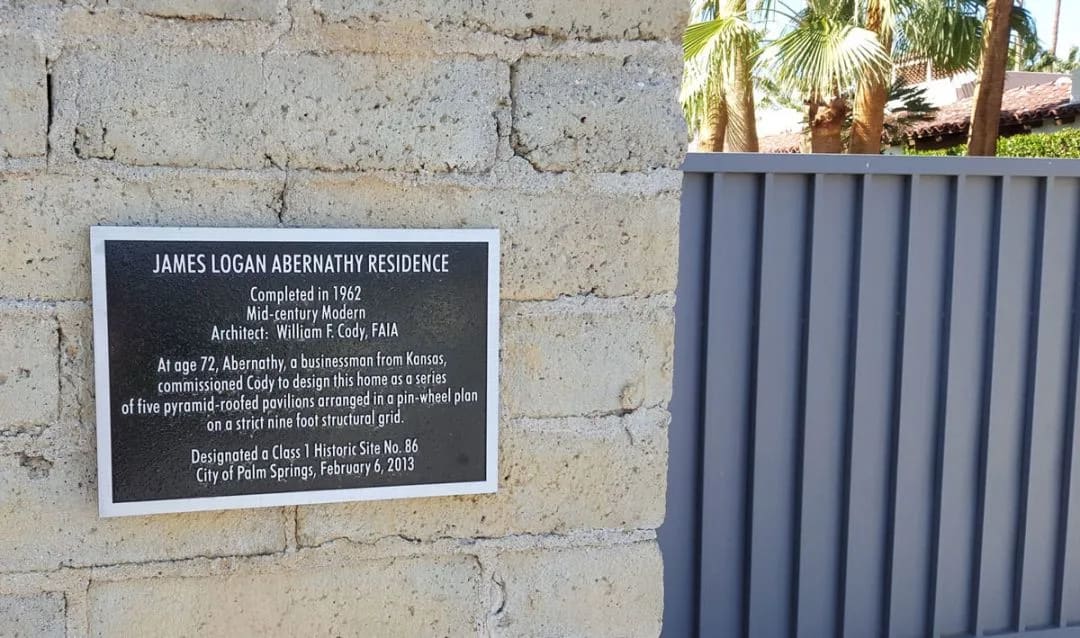 JAMES LOGAN ABERNATHY RESIDENCE
Completed in 1962
Mid-century Modern
Architect: William F. Cody, FAIA
At age 72, Abernathy, a businessman from Kansas,
commissioned Cody to design this home as a series
of five pyramid-roofed pavilions arranged in a pin-wheel plan
on a strict nine foot structural grid.
Designated a Class 1 Historic Site No. 86
City of Palm Springs, February 6, 2013